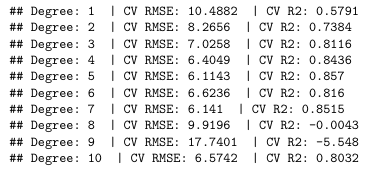 ## Degree: 1 | CV RMSE: 10.4882 | CV R2: 0.5791
## Degree: 2 | CV RMSE: 8.2656 | CV R2: 0.7384
## Degree: 3 | CV RMSE: 7.0258 | CV R2: 0.8116
## Degree: 4 | CV RMSE: 6.4049 | CV R2: 0.8436
## Degree: 5 | CV RMSE: 6.1143 | CV R2: 0.857
## Degree: 6 | CV RMSE: 6.6236 | CV R2: 0.816
## Degree: 7 | CV RMSE: 6.141 | CV R2: 0.8515
## Degree: 8 | CV RMSE: 9.9196 | CV R2: -0.0043
## Degree: 9 | CV RMSE: 17.7401 | CV R2: -5.548
## Degree: 10 | CV RMSE: 6.5742 | CV R2: 0.8032